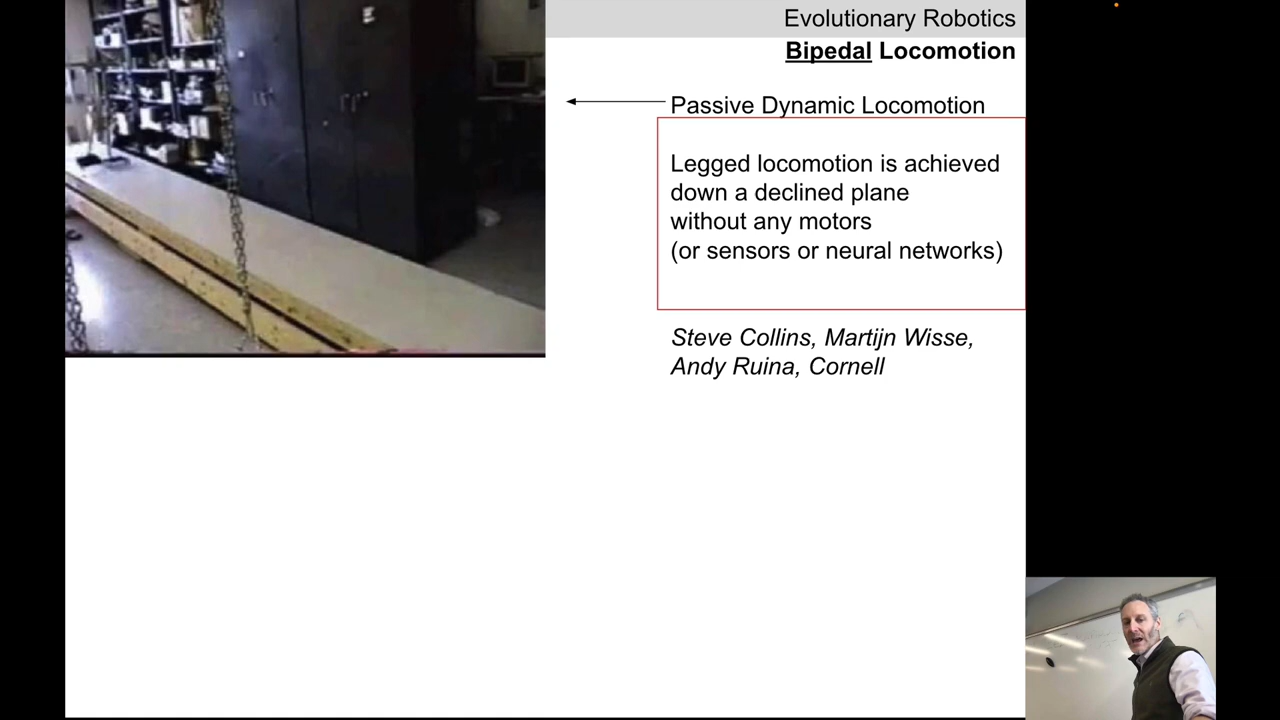 Evolutionary Robotics
Bipedal Locomotion
Passive Dynamic Locomotion
Legged locomotion is achieved
down a declined plane
without any motors
(or sensors or neural networks)
Steve Collins, Martijn Wisse,
Andy Ruina, Cornell